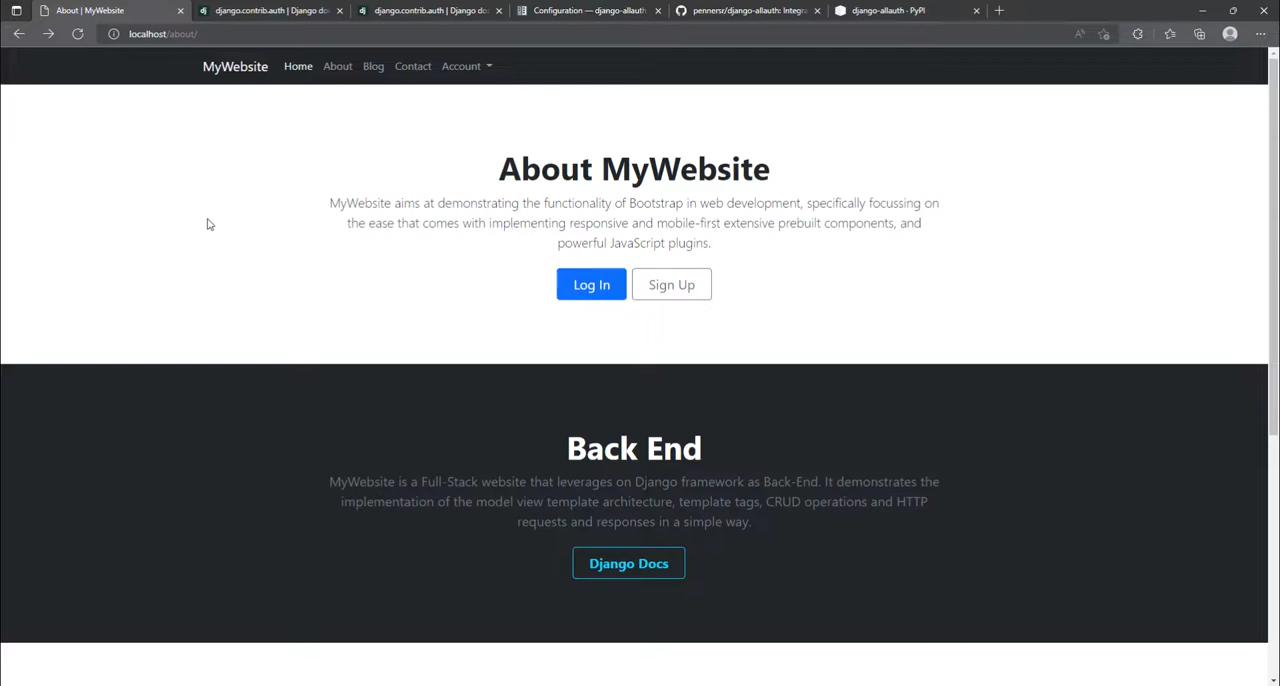 About | MyWebsite
django.contrib.auth | Django do
django.contrib.auth | Django do
Configuration — django-allauth
pennersr/django-allauth: Integra
django-allauth · PyPI
localhost/about/
MyWebsite Home About Blog Contact Account
About MyWebsite
MyWebsite aims at demonstrating the functionality of Bootstrap in web development, specifically focussing on
the ease that comes with implementing responsive and mobile-first extensive prebuilt components, and
powerful JavaScript plugins.
Log In Sign Up
Back End
MyWebsite is a Full-Stack website that leverages on Django framework as Back-End. It demonstrates the
implementation of the model view template architecture, template tags, CRUD operations and HTTP
requests and responses in a simple way.
Django Docs